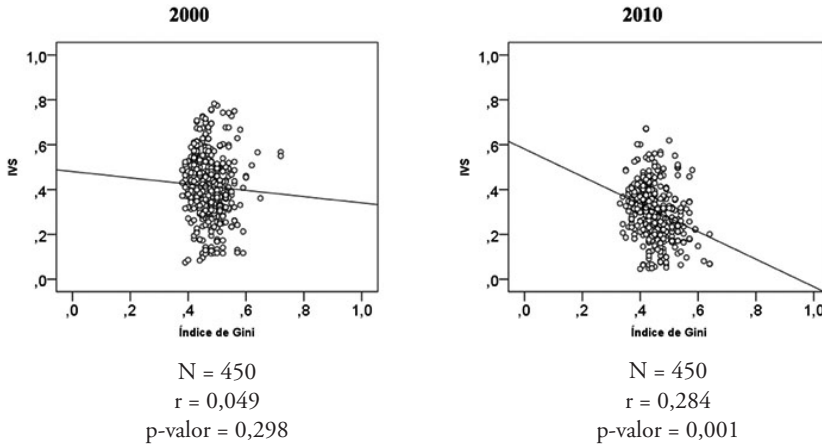 2000
1,0
,8
,6
,4
,2
,0
IVS
,0 ,2 ,4 ,6 ,8 1,0
Índice de Gini
N = 450
r = 0,049
p-valor = 0,298
2010
1,0
,8
,6
,4
,2
,0
IVS
,0 ,2 ,4 ,6 ,8 1,0
Índice de Gini
N = 450
r = 0,284
p-valor = 0,001